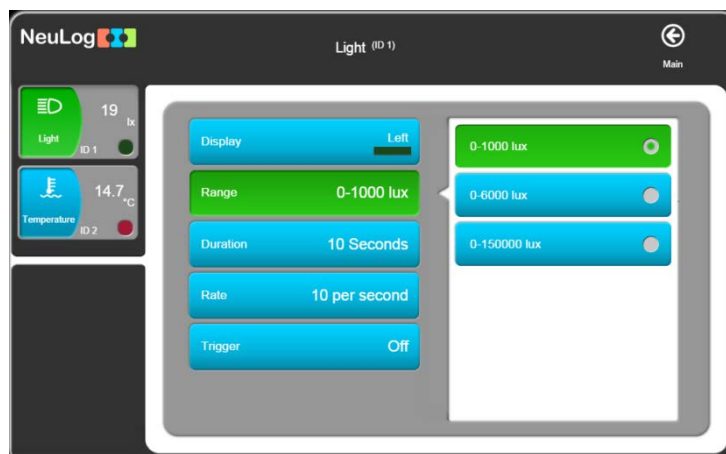 NeuLog
Light (ID 1)
Main
19
lx
Light
ID 1
14.7
°C
Temperature
ID 2
Display Left
Range 0-1000 lux
Duration 10 Seconds
Rate 10 per second
Trigger Off
0-1000 lux
0-6000 lux
0-150000 lux